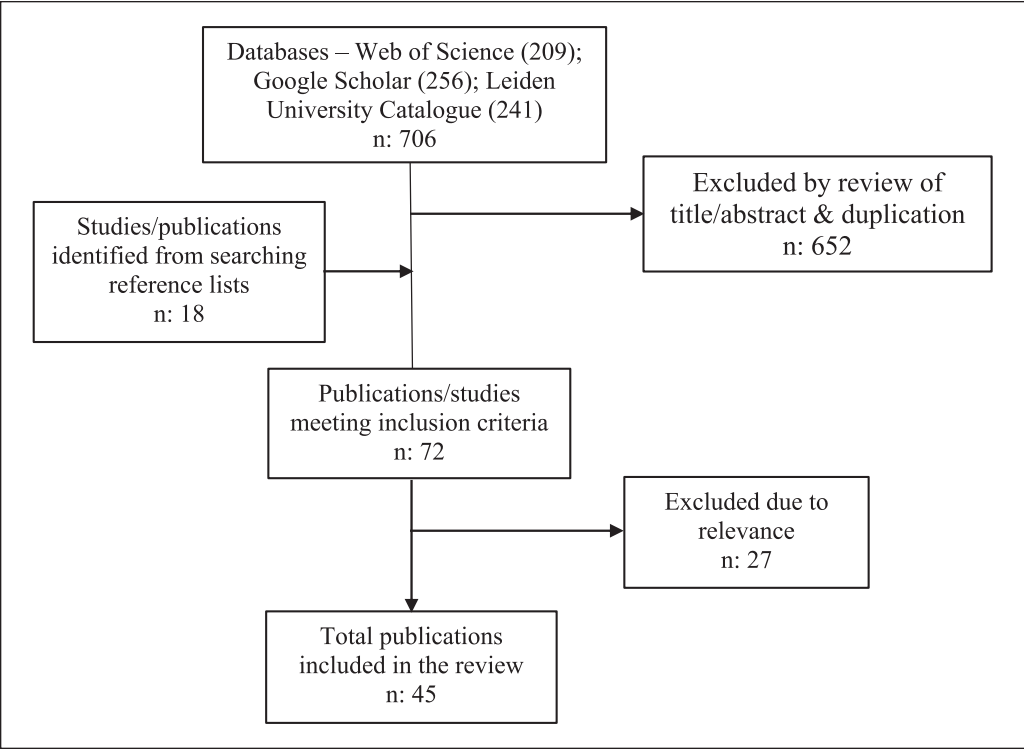 Databases – Web of Science (209);
Google Scholar (256); Leiden
University Catalogue (241)
n: 706
Excluded by review of
title/abstract & duplication
n: 652
Studies/publications
identified from searching
reference lists
n: 18
Publications/studies
meeting inclusion criteria
n: 72
Excluded due to
relevance
n: 27
Total publications
included in the review
n: 45